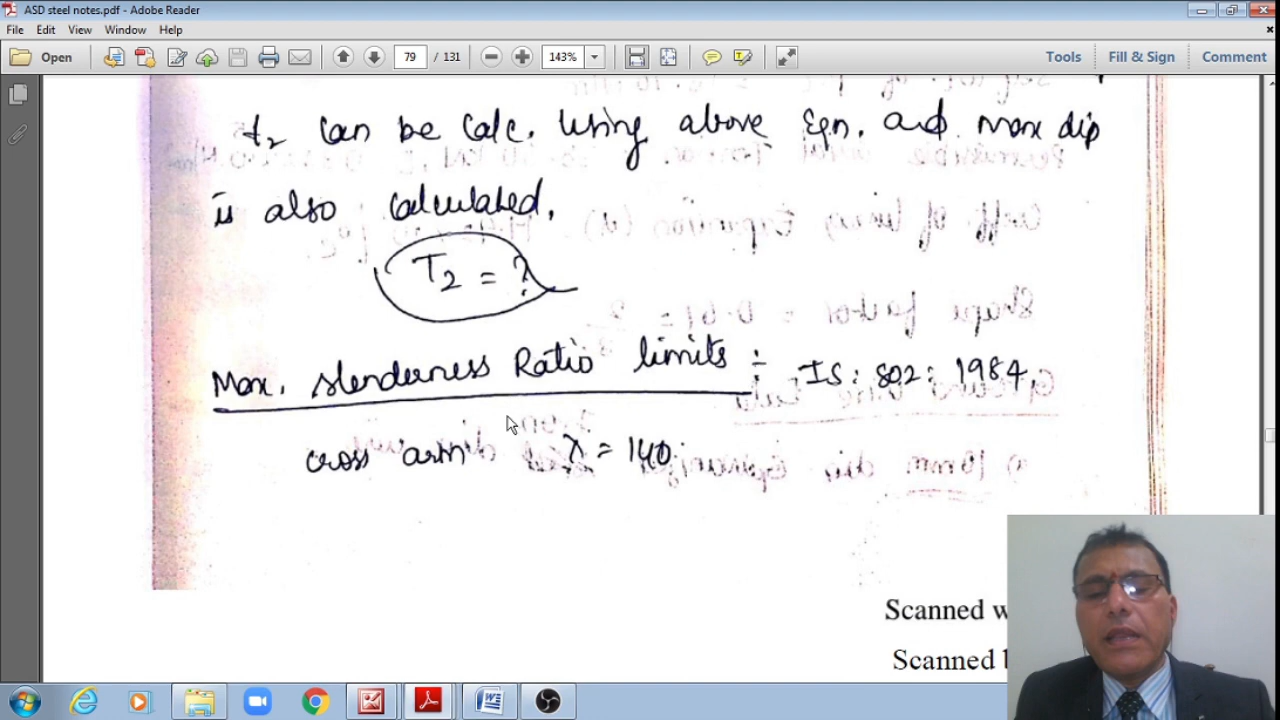 ASD steel notes.pdf - Adobe Reader
File Edit View Window Help
Open 79 / 131 143% Tools Fill & Sign Comment
t₂ can be calc. Using above Eqn. and max dip
is also calculated.
T₂ = ?
Max. slenderness Ratio limits :- IS : 802 : 1984,
cross arm λ = 140.
Scanned w
Scanned